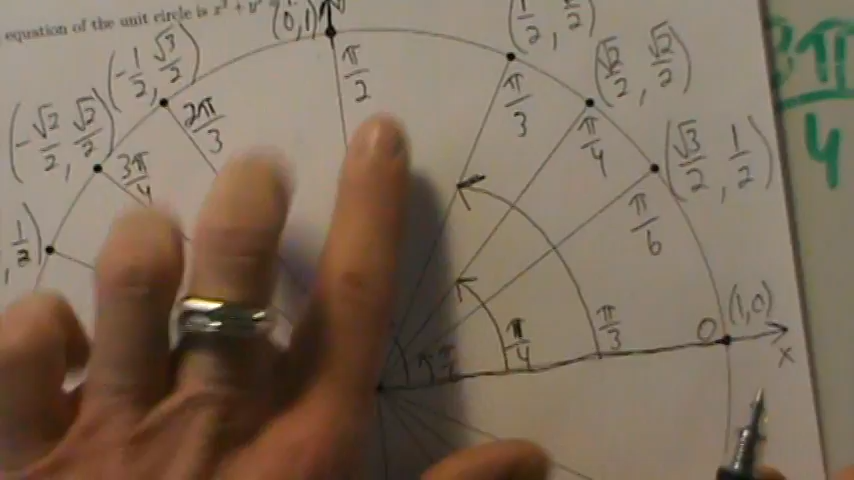 equation of the unit circle is x² + y²
(0,1)
(1/2, √3/2)
π/2
(-1/2, √3/2)
2π/3
π/3
(√2/2, √2/2)
π/4
(-√2/2, √2/2)
3π/4
(√3/2, 1/2)
π/6
, 1/2)
π/4
π/3
0
(1,0)
x
3π/4